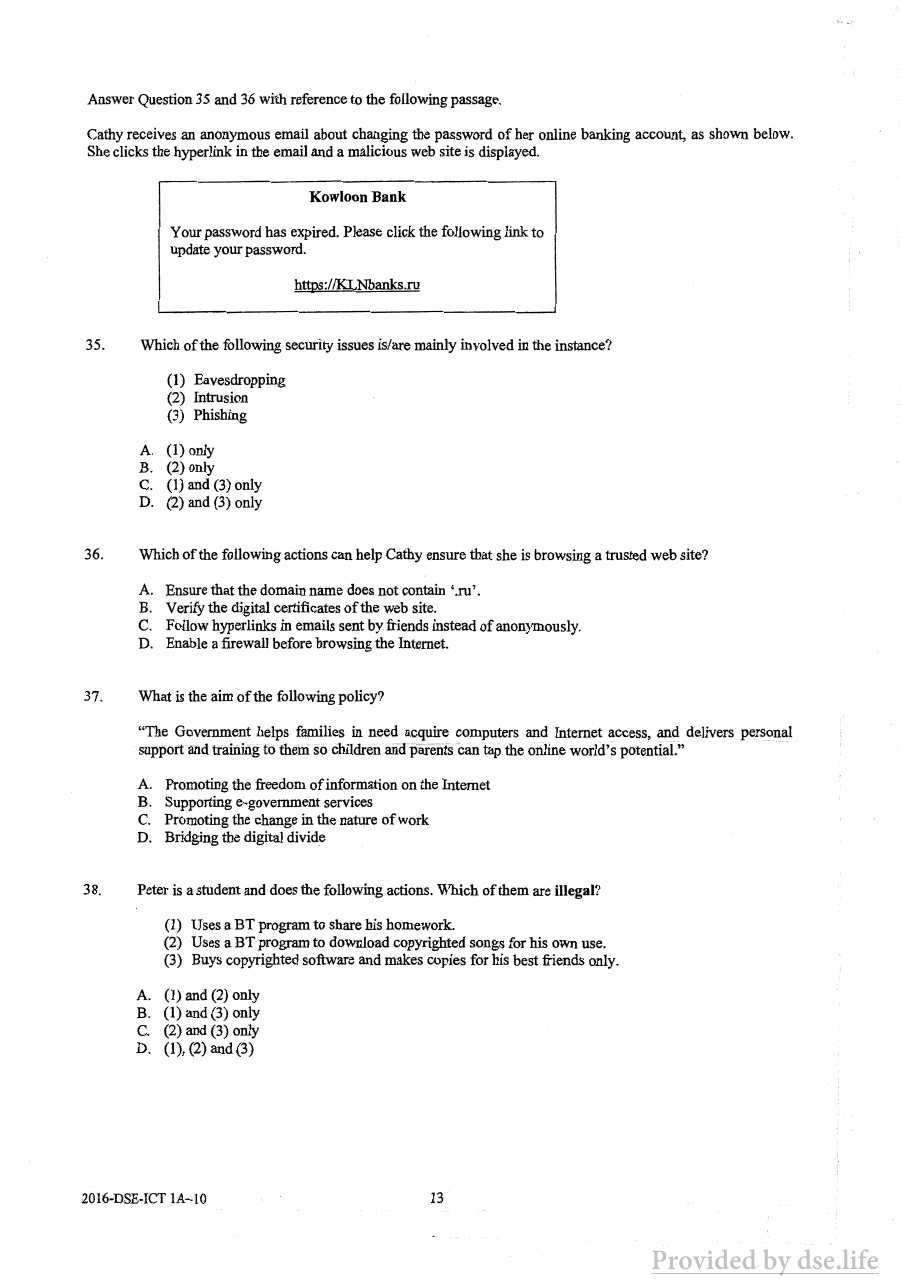 Answer Question 35 and 36 with reference to the following passage.
Cathy receives an anonymous email about changing the password of her online banking account, as shown below.
She clicks the hyperlink in the email and a malicious web site is displayed.
Kowloon Bank
Your password has expired. Please click the following link to
update your password.
https://KLNbanks.ru
35. Which of the following security issues is/are mainly involved in the instance?
(1) Eavesdropping
(2) Intrusion
(3) Phishing
A. (1) only
B. (2) only
C. (1) and (3) only
D. (2) and (3) only
36. Which of the following actions can help Cathy ensure that she is browsing a trusted web site?
A. Ensure that the domain name does not contain ‘.ru’.
B. Verify the digital certificates of the web site.
C. Follow hyperlinks in emails sent by friends instead of anonymously.
D. Enable a firewall before browsing the Internet.
37. What is the aim of the following policy?
“The Government helps families in need acquire computers and Internet access, and delivers personal
support and training to them so children and parents can tap the online world's potential.”
A. Promoting the freedom of information on the Internet
B. Supporting e-government services
C. Promoting the change in the nature of work
D. Bridging the digital divide
38. Peter is a student and does the following actions. Which of them are illegal?
(1) Uses a BT program to share his homework.
(2) Uses a BT program to download copyrighted songs for his own use.
(3) Buys copyrighted software and makes copies for his best friends only.
A. (1) and (2) only
B. (1) and (3) only
C. (2) and (3) only
D. (1), (2) and (3)
2016-DSE-ICT 1A–10 13
Provided by dse.life